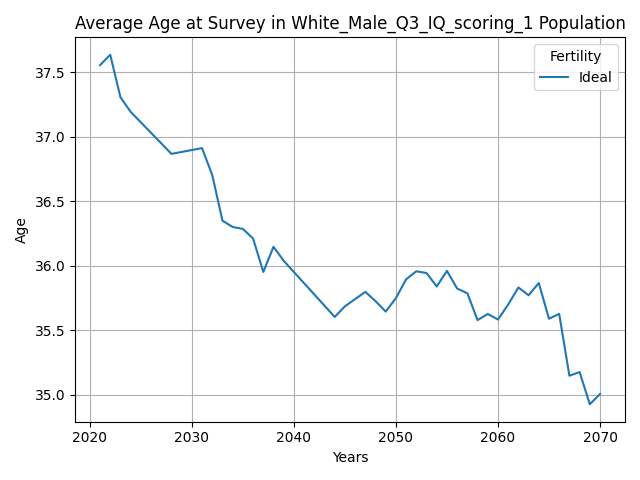 Average Age at Survey in White_Male_Q3_IQ_scoring_1 Population
Fertility
Ideal
37.5
37.0
36.5
36.0
35.5
35.0
Age
2020 2030 2040 2050 2060 2070
Years